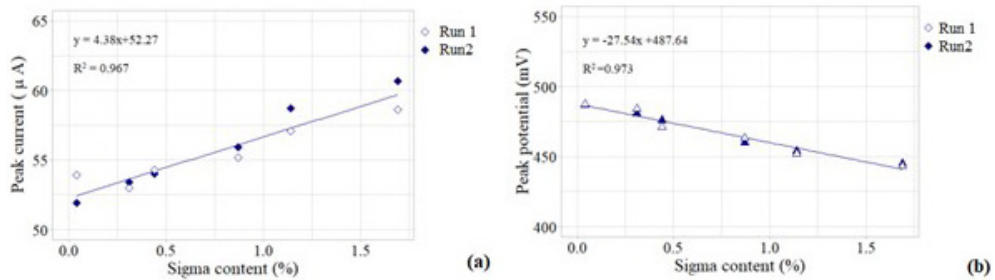 65
60
55
50
Peak current ( μ A)
y = 4.38x+52.27
R² = 0.967
0.0 0.5 1.0 1.5
Sigma content (%)
Run 1
Run2
(a)
550
500
450
400
Peak potential (mV)
y = -27.54x +487.64
R² =0.973
0.0 0.5 1.0 1.5
Sigma content (%)
Run 1
Run2
(b)